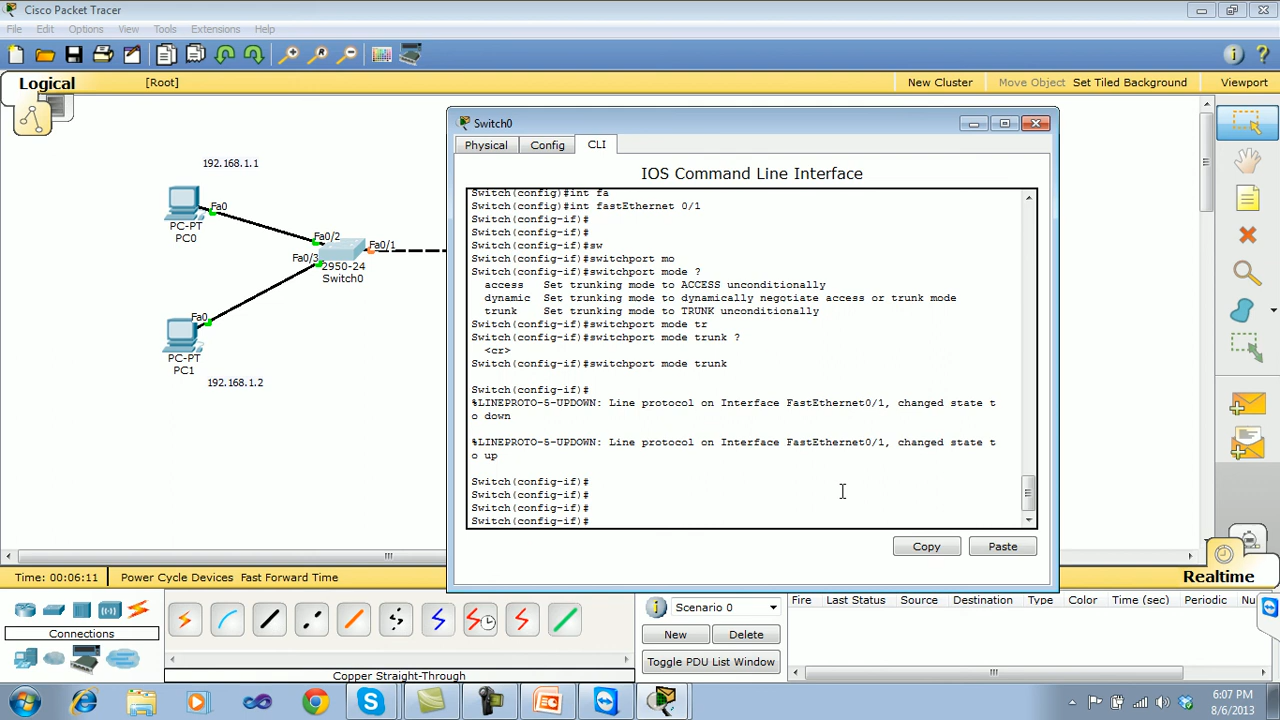 Cisco Packet Tracer
File Edit Options View Tools Extensions Help
Logical [Root] New Cluster Move Object Set Tiled Background Viewport
192.168.1.1
Fa0
PC-PT
PC0
Fa0/2
Fa0/1
Fa0/3
2950-24
Switch0
Fa0
PC-PT
PC1
192.168.1.2
Switch0
Physical Config CLI
IOS Command Line Interface
Switch(config)#int fa
Switch(config)#int fastEthernet 0/1
Switch(config-if)#
Switch(config-if)#
Switch(config-if)#sw
Switch(config-if)#switchport mo
Switch(config-if)#switchport mode ?
access Set trunking mode to ACCESS unconditionally
dynamic Set trunking mode to dynamically negotiate access or trunk mode
trunk Set trunking mode to TRUNK unconditionally
Switch(config-if)#switchport mode tr
Switch(config-if)#switchport mode trunk ?
<cr>
Switch(config-if)#switchport mode trunk
Switch(config-if)#
%LINEPROTO-5-UPDOWN: Line protocol on Interface FastEthernet0/1, changed state t
o down
%LINEPROTO-5-UPDOWN: Line protocol on Interface FastEthernet0/1, changed state t
o up
Switch(config-if)#
Switch(config-if)#
Switch(config-if)#
Switch(config-if)#
Copy Paste
Time: 00:06:11 Power Cycle Devices Fast Forward Time
Realtime
Connections
Copper Straight-Through
Scenario 0
New Delete
Toggle PDU List Window
Fire Last Status Source Destination Type Color Time (sec) Periodic Nu
6:07 PM
8/6/2013